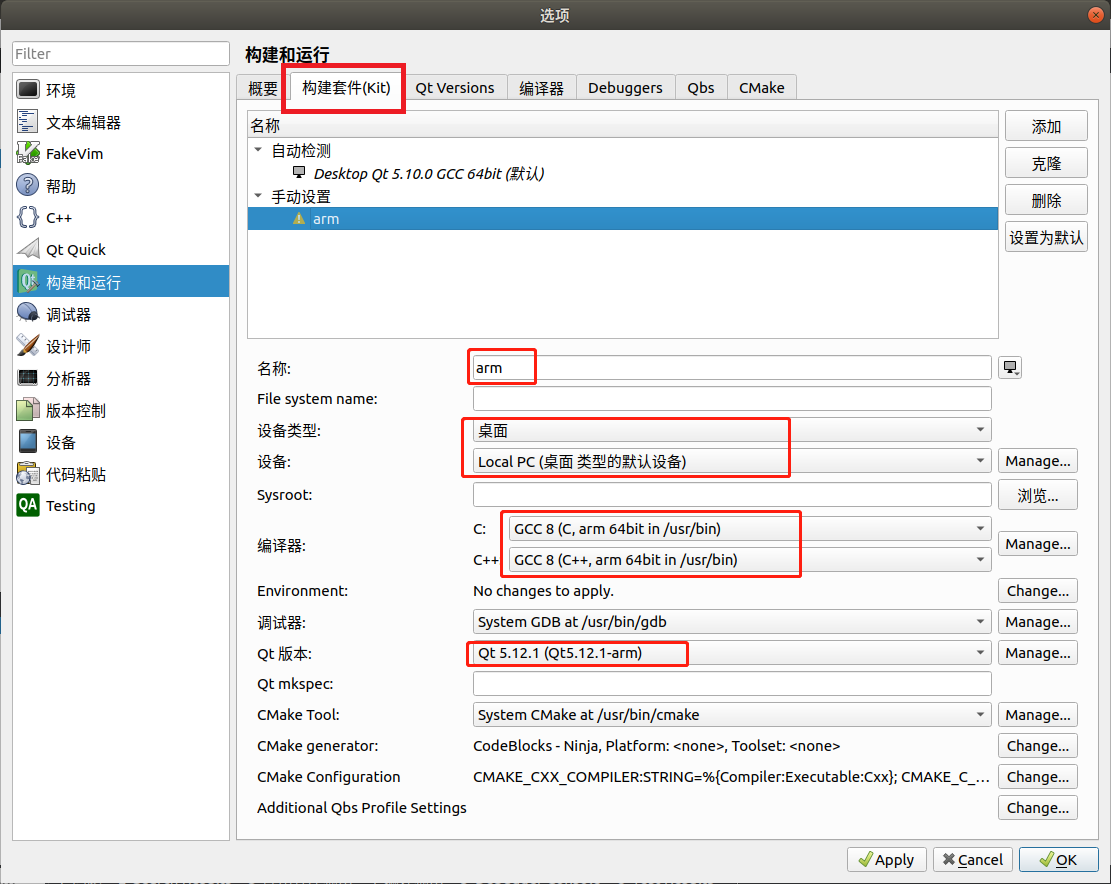 选项
Filter
环境
文本编辑器
FakeVim
帮助
C++
Qt Quick
构建和运行
调试器
设计师
分析器
版本控制
设备
代码粘贴
QA Testing
构建和运行
概要 构建套件(Kit) Qt Versions 编译器 Debuggers Qbs CMake
名称
自动检测
Desktop Qt 5.10.0 GCC 64bit (默认)
手动设置
arm
添加
克隆
删除
设置为默认
名称: arm
File system name:
设备类型: 桌面
设备: Local PC (桌面 类型的默认设备) Manage...
Sysroot: 浏览...
编译器:
C: GCC 8 (C, arm 64bit in /usr/bin)
Manage...
C++ GCC 8 (C++, arm 64bit in /usr/bin)
Environment: No changes to apply. Change...
调试器: System GDB at /usr/bin/gdb Manage...
Qt 版本: Qt 5.12.1 (Qt5.12.1-arm) Manage...
Qt mkspec:
CMake Tool: System CMake at /usr/bin/cmake Manage...
CMake generator: CodeBlocks - Ninja, Platform: <none>, Toolset: <none> Change...
CMake Configuration CMAKE_CXX_COMPILER:STRING=%{Compiler:Executable:Cxx}; CMAKE_C_... Change...
Additional Qbs Profile Settings Change...
Apply Cancel OK